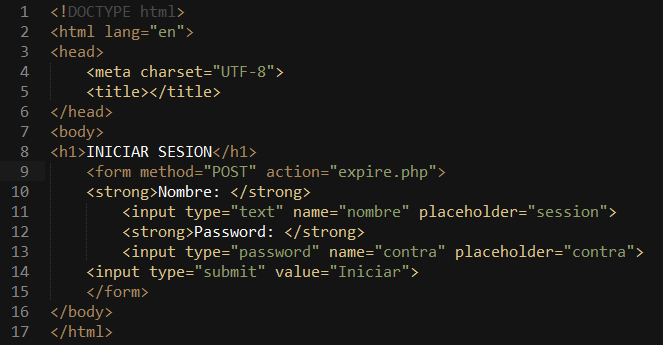 1 <!DOCTYPE html>
2 <html lang="en">
3 <head>
4     <meta charset="UTF-8">
5     <title></title>
6 </head>
7 <body>
8 <h1>INICIAR SESION</h1>
9     <form method="POST" action="expire.php">
10     <strong>Nombre: </strong>
11         <input type="text" name="nombre" placeholder="session">
12         <strong>Password: </strong>
13         <input type="password" name="contra" placeholder="contra">
14     <input type="submit" value="Iniciar">
15     </form>
16 </body>
17 </html>